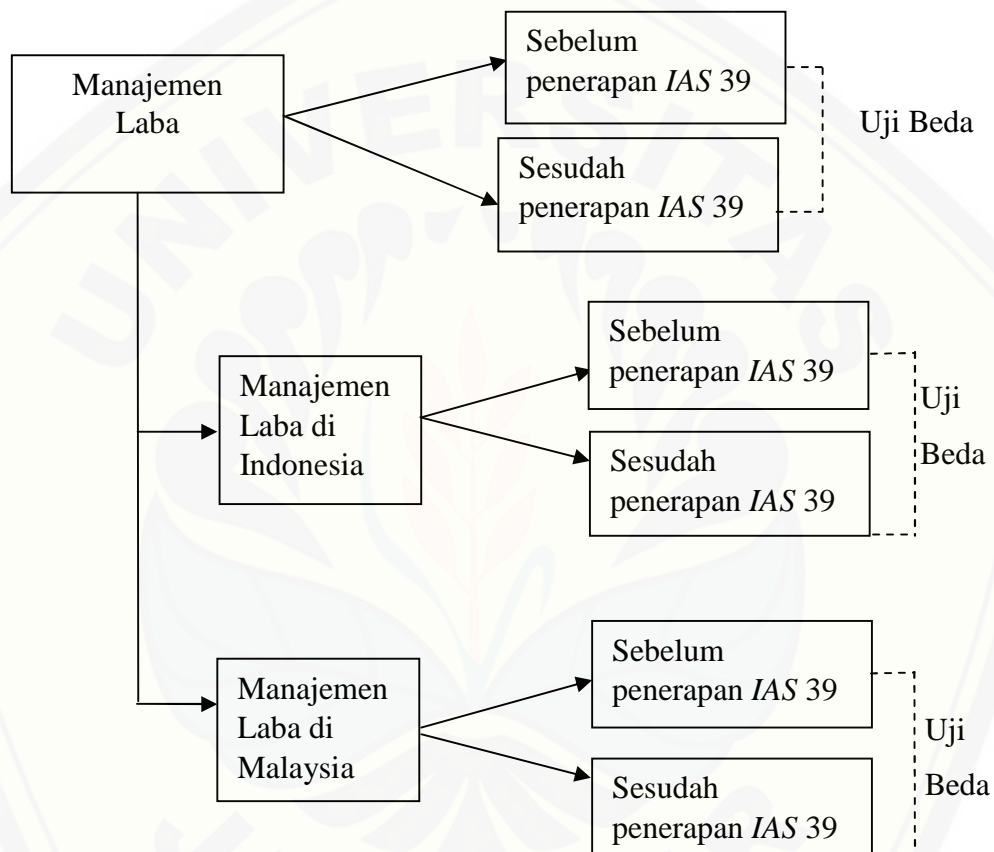 Manajemen
Laba
Sebelum
penerapan IAS 39
Sesudah
penerapan IAS 39
Uji Beda
Manajemen
Laba di
Indonesia
Sebelum
penerapan IAS 39
Sesudah
penerapan IAS 39
Uji
Beda
Manajemen
Laba di
Malaysia
Sebelum
penerapan IAS 39
Sesudah
penerapan IAS 39
Uji
Beda
UNIVERSITAS